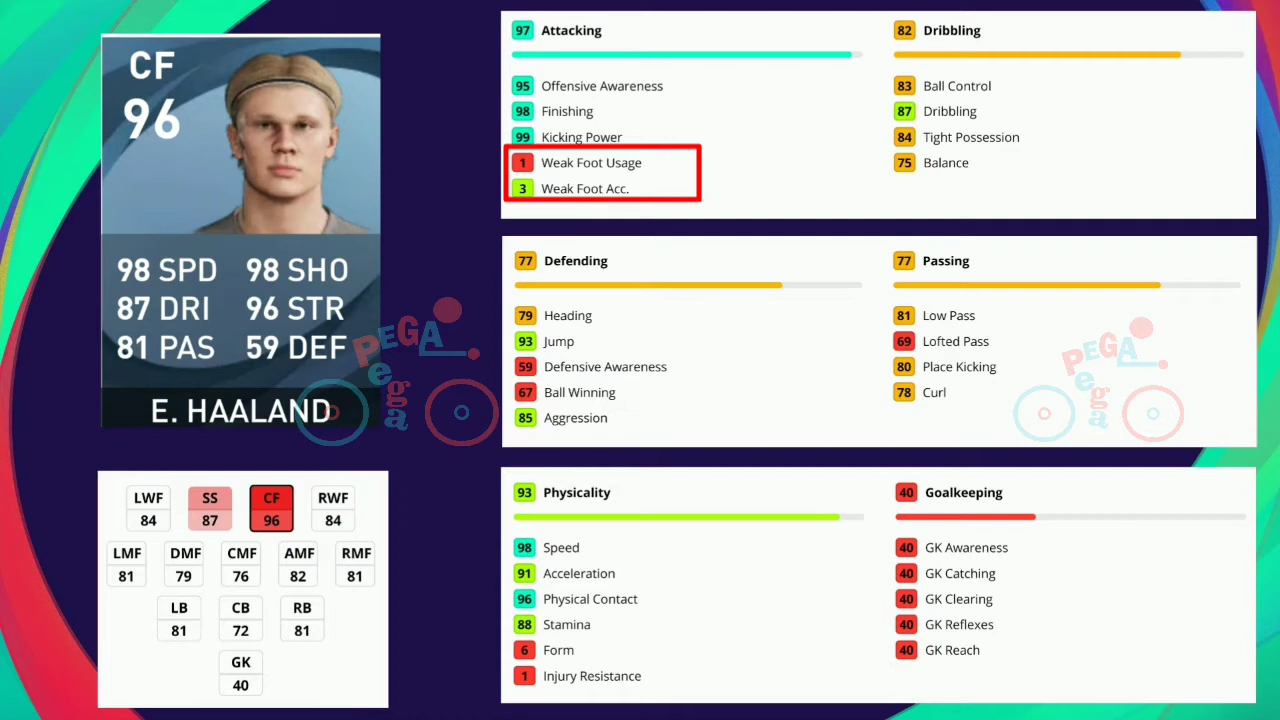 CF
96
98 SPD 98 SHO
87 DRI 96 STR
81 PAS 59 DEF
E. HAALAND
LWF SS CF RWF
84 87 96 84
LMF DMF CMF AMF RMF
81 79 76 82 81
LB CB RB
81 72 81
GK
40
97 Attacking
95 Offensive Awareness
98 Finishing
99 Kicking Power
1 Weak Foot Usage
3 Weak Foot Acc.
82 Dribbling
83 Ball Control
87 Dribbling
84 Tight Possession
75 Balance
77 Defending
79 Heading
93 Jump
59 Defensive Awareness
67 Ball Winning
85 Aggression
77 Passing
81 Low Pass
69 Lofted Pass
80 Place Kicking
78 Curl
93 Physicality
98 Speed
91 Acceleration
96 Physical Contact
88 Stamina
6 Form
1 Injury Resistance
40 Goalkeeping
40 GK Awareness
40 GK Catching
40 GK Clearing
40 GK Reflexes
40 GK Reach
PEGA
Pega
PEGA
Pega